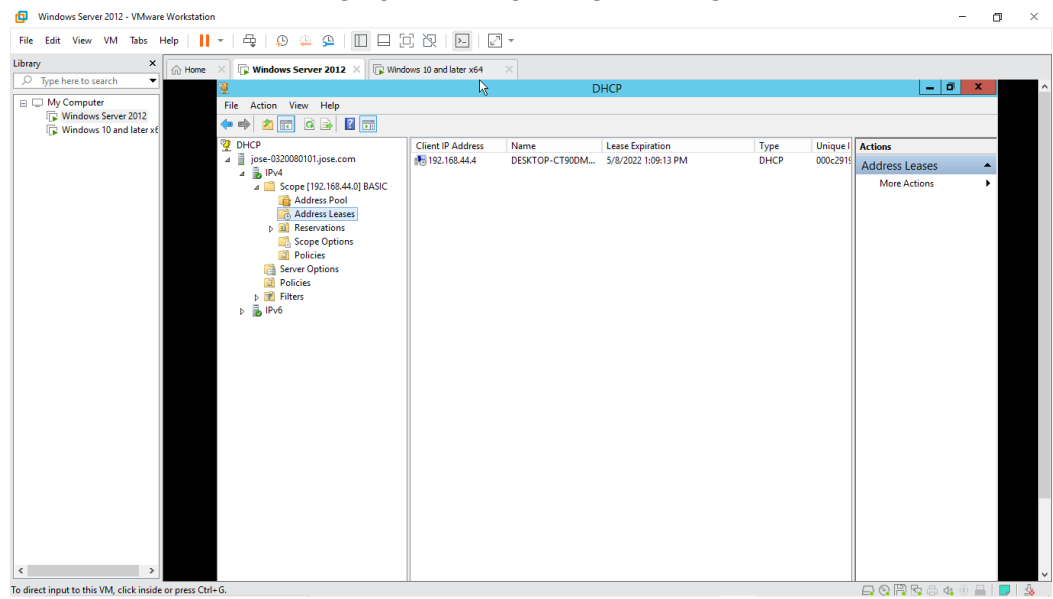 Windows Server 2012 - VMware Workstation
File Edit View VM Tabs Help
Library
Type here to search
My Computer
Windows Server 2012
Windows 10 and later x6
Home
Windows Server 2012
Windows 10 and later x64
DHCP
File Action View Help
DHCP
jose-0320080101.jose.com
IPv4
Scope [192.168.44.0] BASIC
Address Pool
Address Leases
Reservations
Scope Options
Policies
Server Options
Policies
Filters
IPv6
Client IP Address Name Lease Expiration Type Unique I
192.168.44.4 DESKTOP-CT90DM... 5/8/2022 1:09:13 PM DHCP 000c2919
Actions
Address Leases
More Actions
To direct input to this VM, click inside or press Ctrl+G.